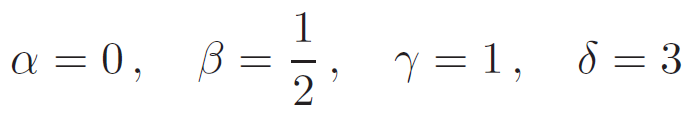 α = 0 , β = 1/2 , γ = 1 , δ = 3